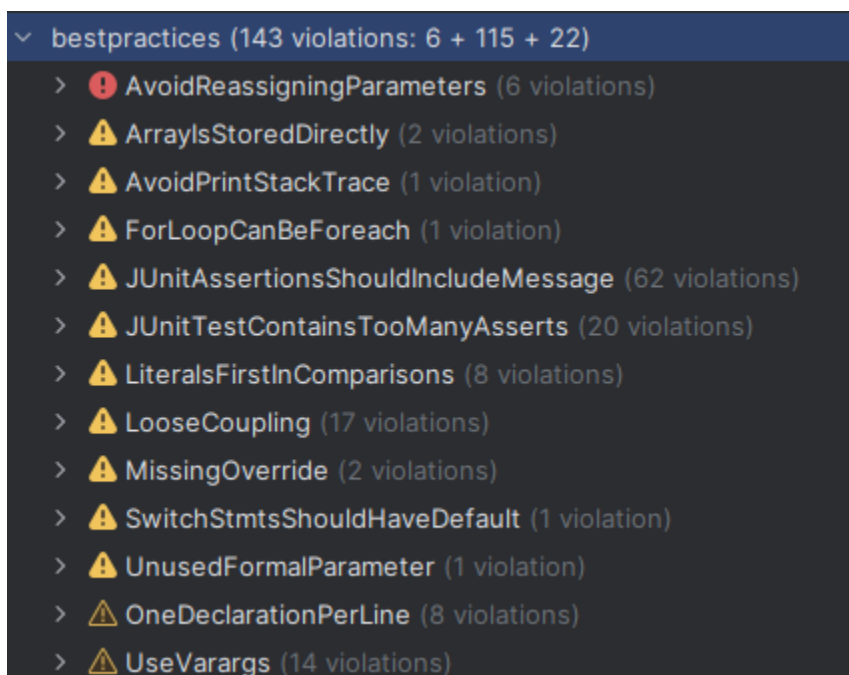 bestpractices (143 violations: 6 + 115 + 22)
AvoidReassigningParameters (6 violations)
ArrayIsStoredDirectly (2 violations)
AvoidPrintStackTrace (1 violation)
ForLoopCanBeForeach (1 violation)
JUnitAssertionsShouldIncludeMessage (62 violations)
JUnitTestContainsTooManyAsserts (20 violations)
LiteralsFirstInComparisons (8 violations)
LooseCoupling (17 violations)
MissingOverride (2 violations)
SwitchStmtsShouldHaveDefault (1 violation)
UnusedFormalParameter (1 violation)
OneDeclarationPerLine (8 violations)
UseVarargs (14 violations)